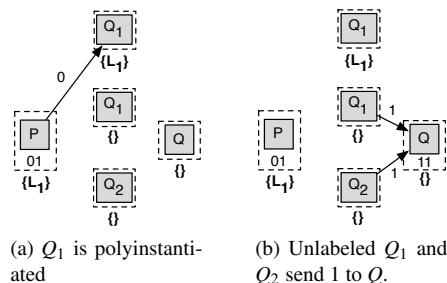 Q1
{L1}
0
Q1
{}
P
01
{L1}
Q
{}
Q2
{}
(a) Q1 is polyinstanti-
ated
Q1
{L1}
Q1
{}
1
P
01
{L1}
Q
11
{}
1
Q2
{}
(b) Unlabeled Q1 and
Q2 send 1 to Q.